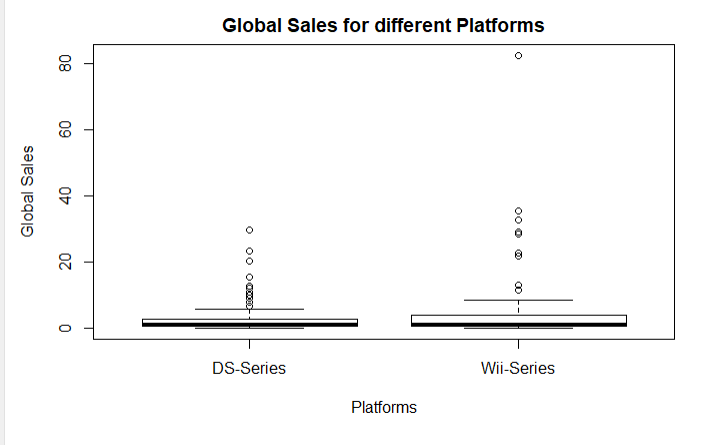 Global Sales for different Platforms
Global Sales
80
60
40
20
0
DS-Series
Wii-Series
Platforms